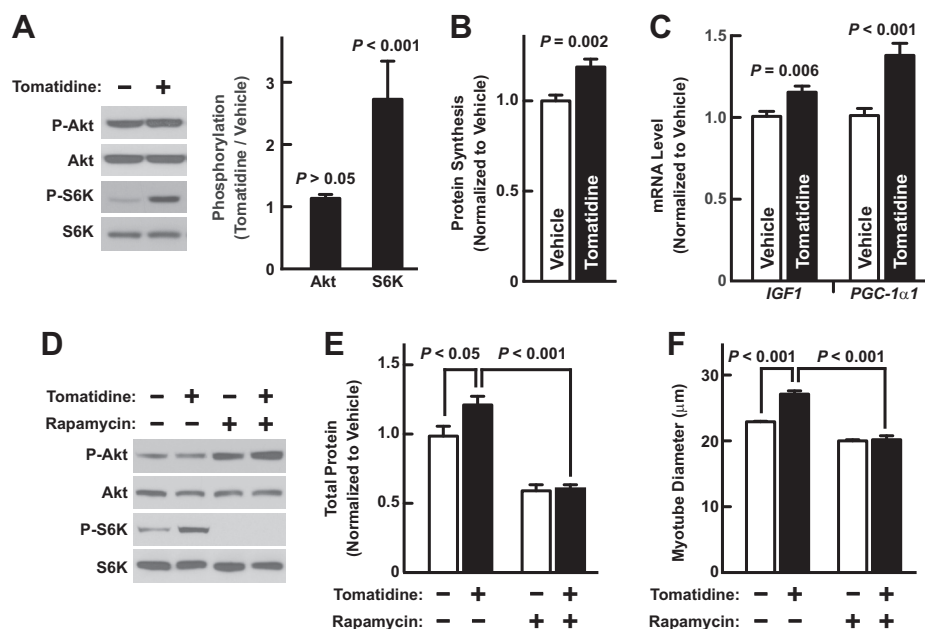 A
Tomatidine: − +
P-Akt
Akt
P-S6K
S6K
Phosphorylation
(Tomatidine / Vehicle)
3
2
1
0
P < 0.001
P > 0.05
Akt S6K
B
Protein Synthesis
(Normalized to Vehicle)
1.0
0.5
0
P = 0.002
Vehicle
Tomatidine
C
mRNA Level
(Normalized to Vehicle)
1.5
1.0
0.5
0
P < 0.001
P = 0.006
Vehicle
Tomatidine
Vehicle
Tomatidine
IGF1 PGC-1α1
D
Tomatidine: − + − +
Rapamycin: − − + +
P-Akt
Akt
P-S6K
S6K
E
Total Protein
(Normalized to Vehicle)
1.5
1.0
0.5
0
P < 0.05 P < 0.001
Tomatidine: − + − +
Rapamycin: − − + +
F
Myotube Diameter (μm)
30
20
10
0
P < 0.001 P < 0.001
Tomatidine: − + − +
Rapamycin: − − + +